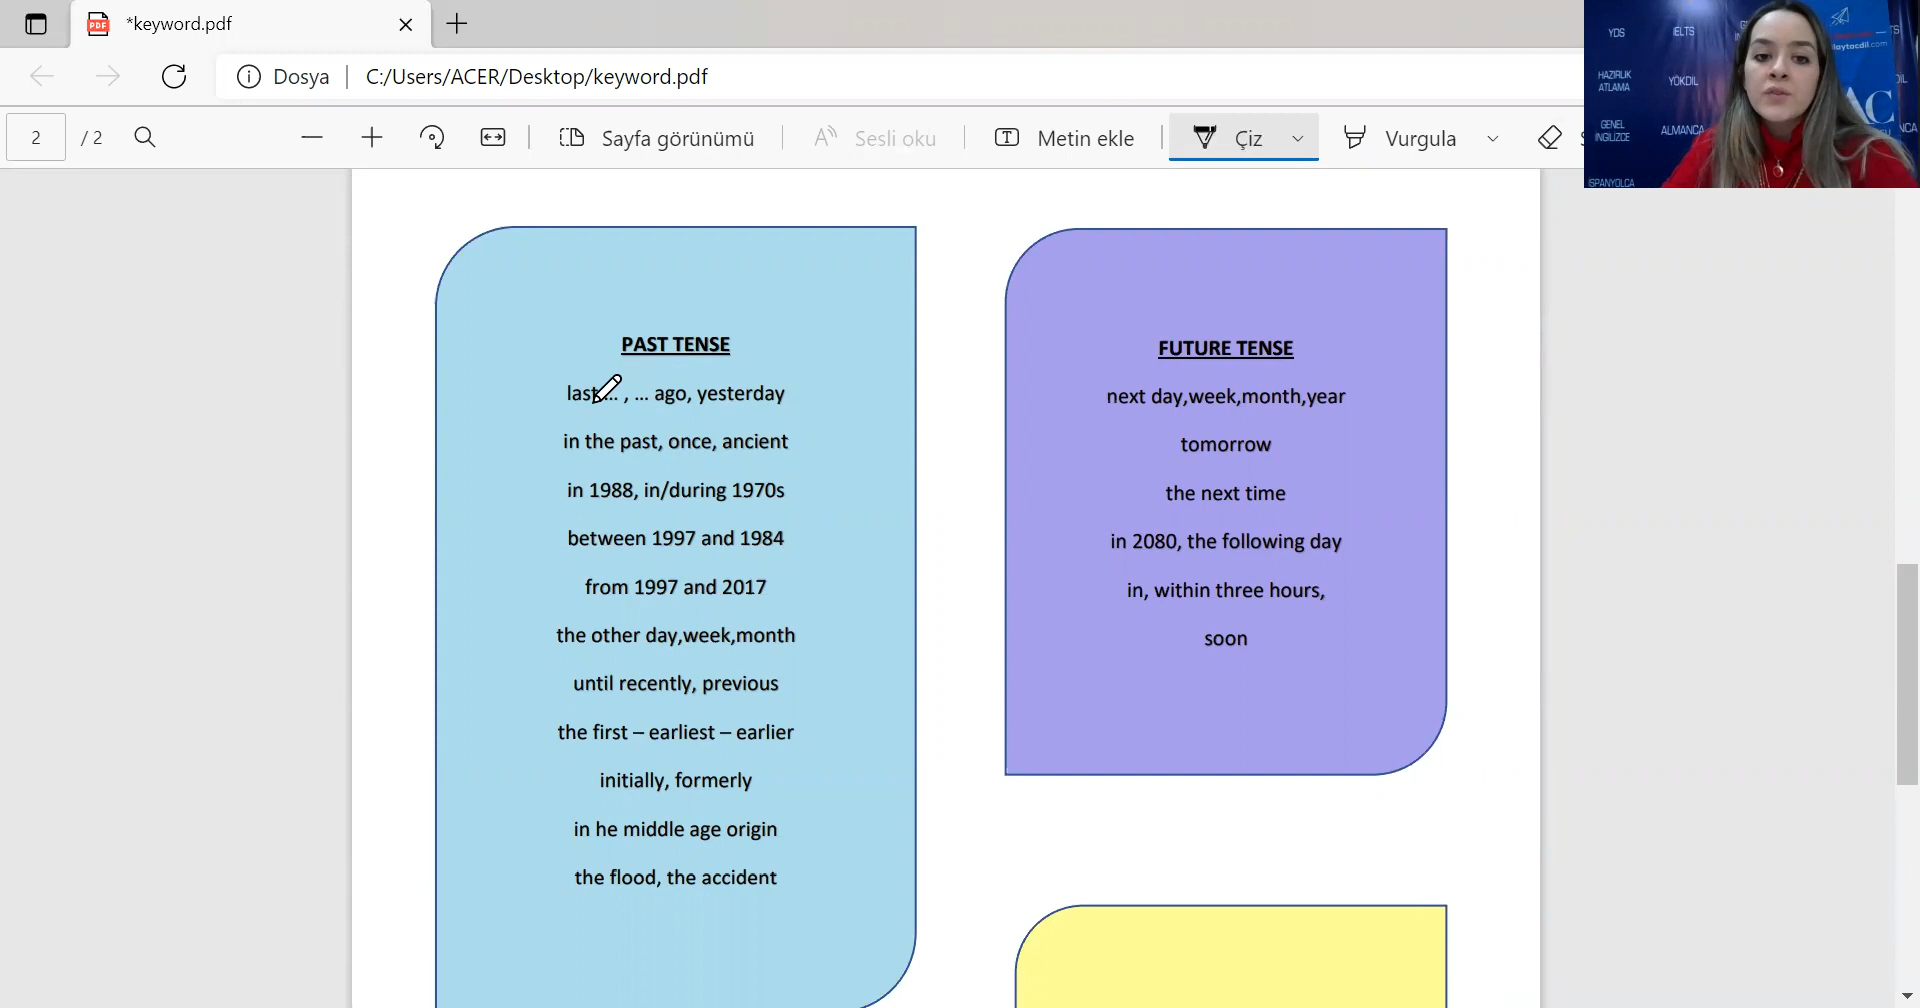 *keyword.pdf
Dosya
C:/Users/ACER/Desktop/keyword.pdf
2 / 2
Sayfa görünümü
Sesli oku
Metin ekle
Çiz
Vurgula
YDS
IELTS
HAZIRLIK
ATLAMA
YÖKDİL
GENEL
İNGİLİZCE
ALMANCA
İSPANYOLCA
laytacdil.com
PAST TENSE
last ... , ... ago, yesterday
in the past, once, ancient
in 1988, in/during 1970s
between 1997 and 1984
from 1997 and 2017
the other day,week,month
until recently, previous
the first – earliest – earlier
initially, formerly
in he middle age origin
the flood, the accident
FUTURE TENSE
next day,week,month,year
tomorrow
the next time
in 2080, the following day
in, within three hours,
soon